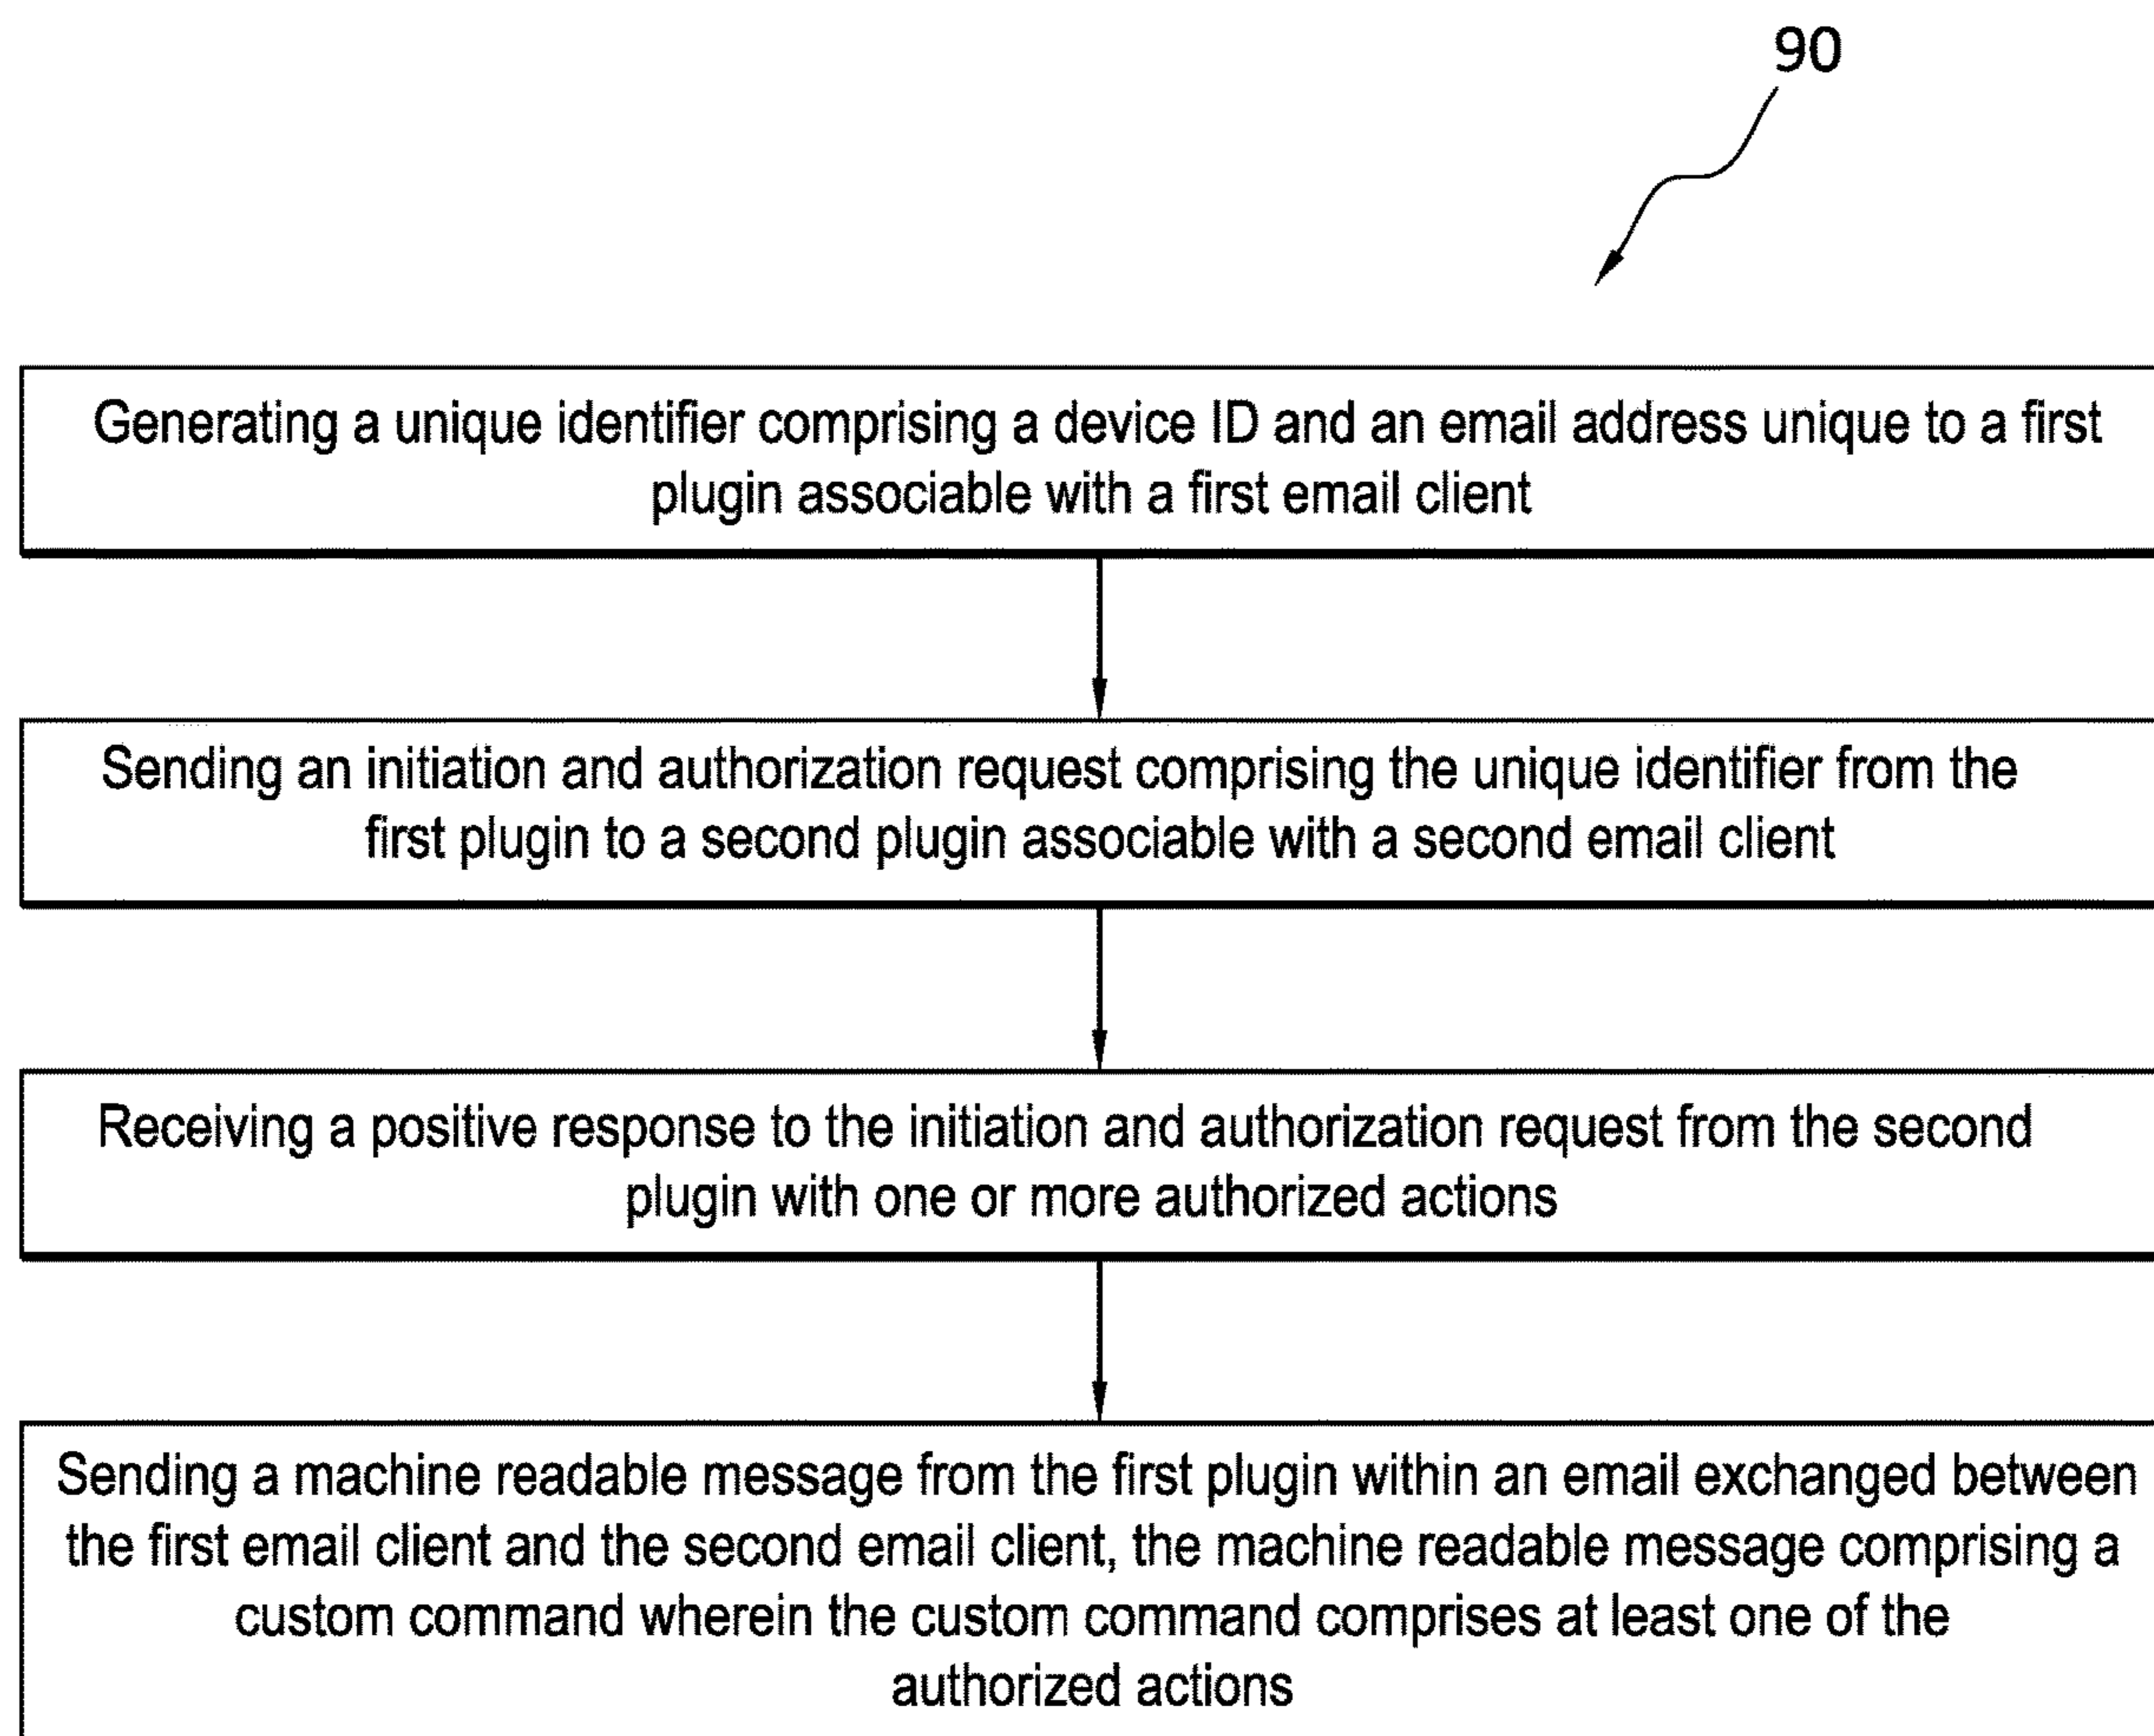 90
Generating a unique identifier comprising a device ID and an email address unique to a first
plugin associable with a first email client
Sending an initiation and authorization request comprising the unique identifier from the
first plugin to a second plugin associable with a second email client
Receiving a positive response to the initiation and authorization request from the second
plugin with one or more authorized actions
Sending a machine readable message from the first plugin within an email exchanged between
the first email client and the second email client, the machine readable message comprising a
custom command wherein the custom command comprises at least one of the
authorized actions